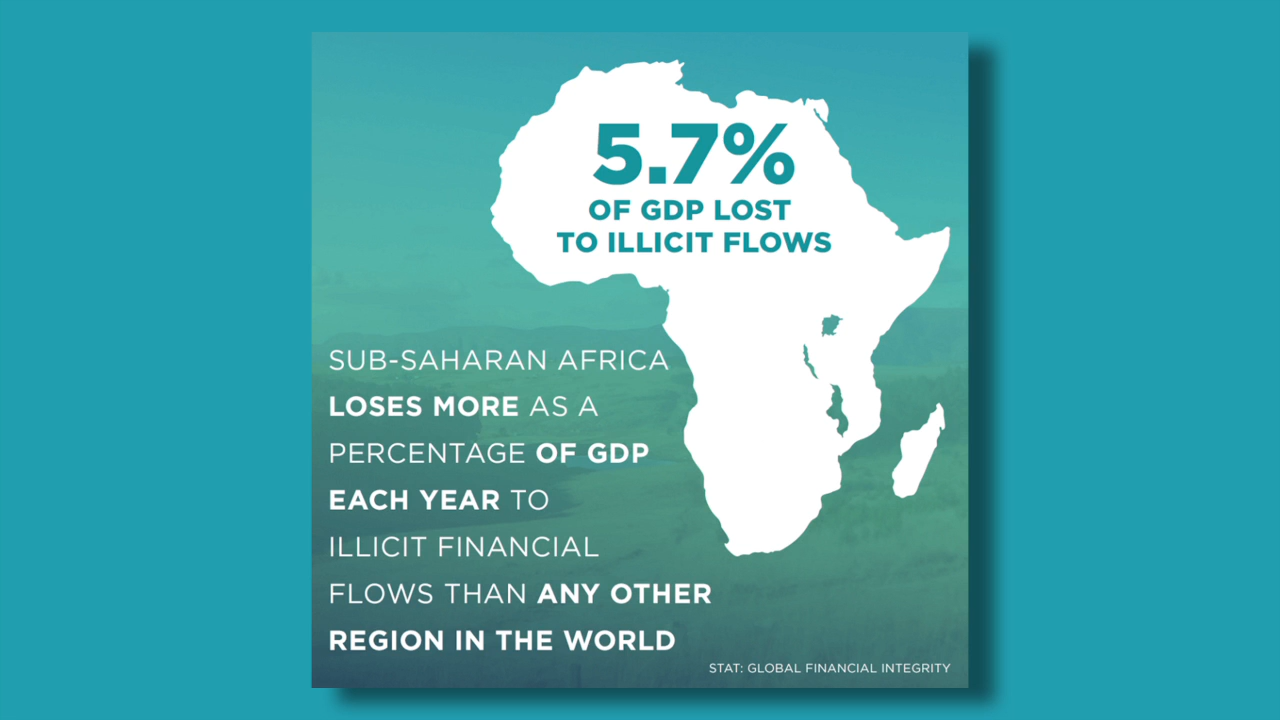 5.7%
OF GDP LOST
TO ILLICIT FLOWS
SUB-SAHARAN AFRICA
LOSES MORE AS A
PERCENTAGE OF GDP
EACH YEAR TO
ILLICIT FINANCIAL
FLOWS THAN ANY OTHER
REGION IN THE WORLD
STAT: GLOBAL FINANCIAL INTEGRITY